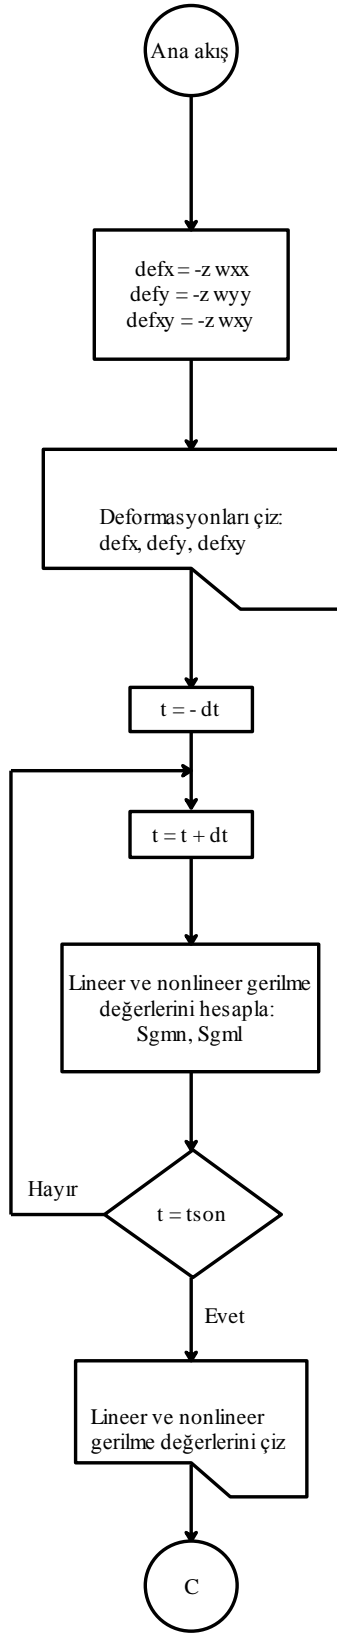 Ana akış
defx = -z wxx
defy = -z wyy
defxy = -z wxy
Deformasyonları çiz:
defx, defy, defxy
t = - dt
t = t + dt
Lineer ve nonlineer gerilme
değerlerini hesapla:
Sgmn, Sgml
Hayır
t = tson
Evet
Lineer ve nonlineer
gerilme değerlerini çiz
C